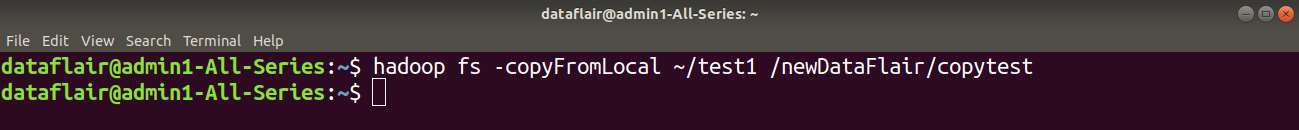 dataflair@admin1-All-Series: ~
File Edit View Search Terminal Help
dataflair@admin1-All-Series:~$ hadoop fs -copyFromLocal ~/test1 /newDataFlair/copytest
dataflair@admin1-All-Series:~$